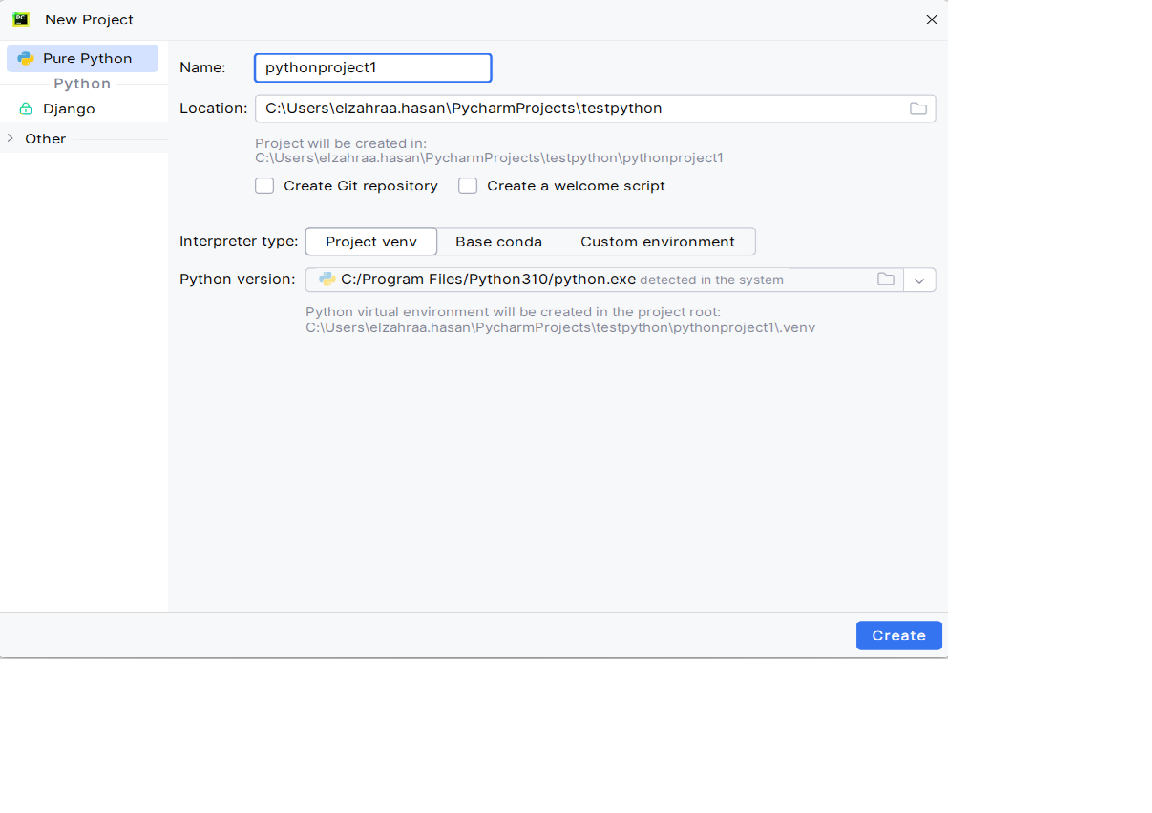 New Project
Pure Python
Python
Django
Other
Name: pythonproject1
Location: C:\Users\elzahraa.hasan\PycharmProjects\testpython
Project will be created in:
C:\Users\elzahraa.hasan\PycharmProjects\testpython\pythonproject1
Create Git repository Create a welcome script
Interpreter type: Project venv Base conda Custom environment
Python version: C:/Program Files/Python310/python.exe detected in the system
Python virtual environment will be created in the project root:
C:\Users\elzahraa.hasan\PycharmProjects\testpython\pythonproject1\.venv
Create